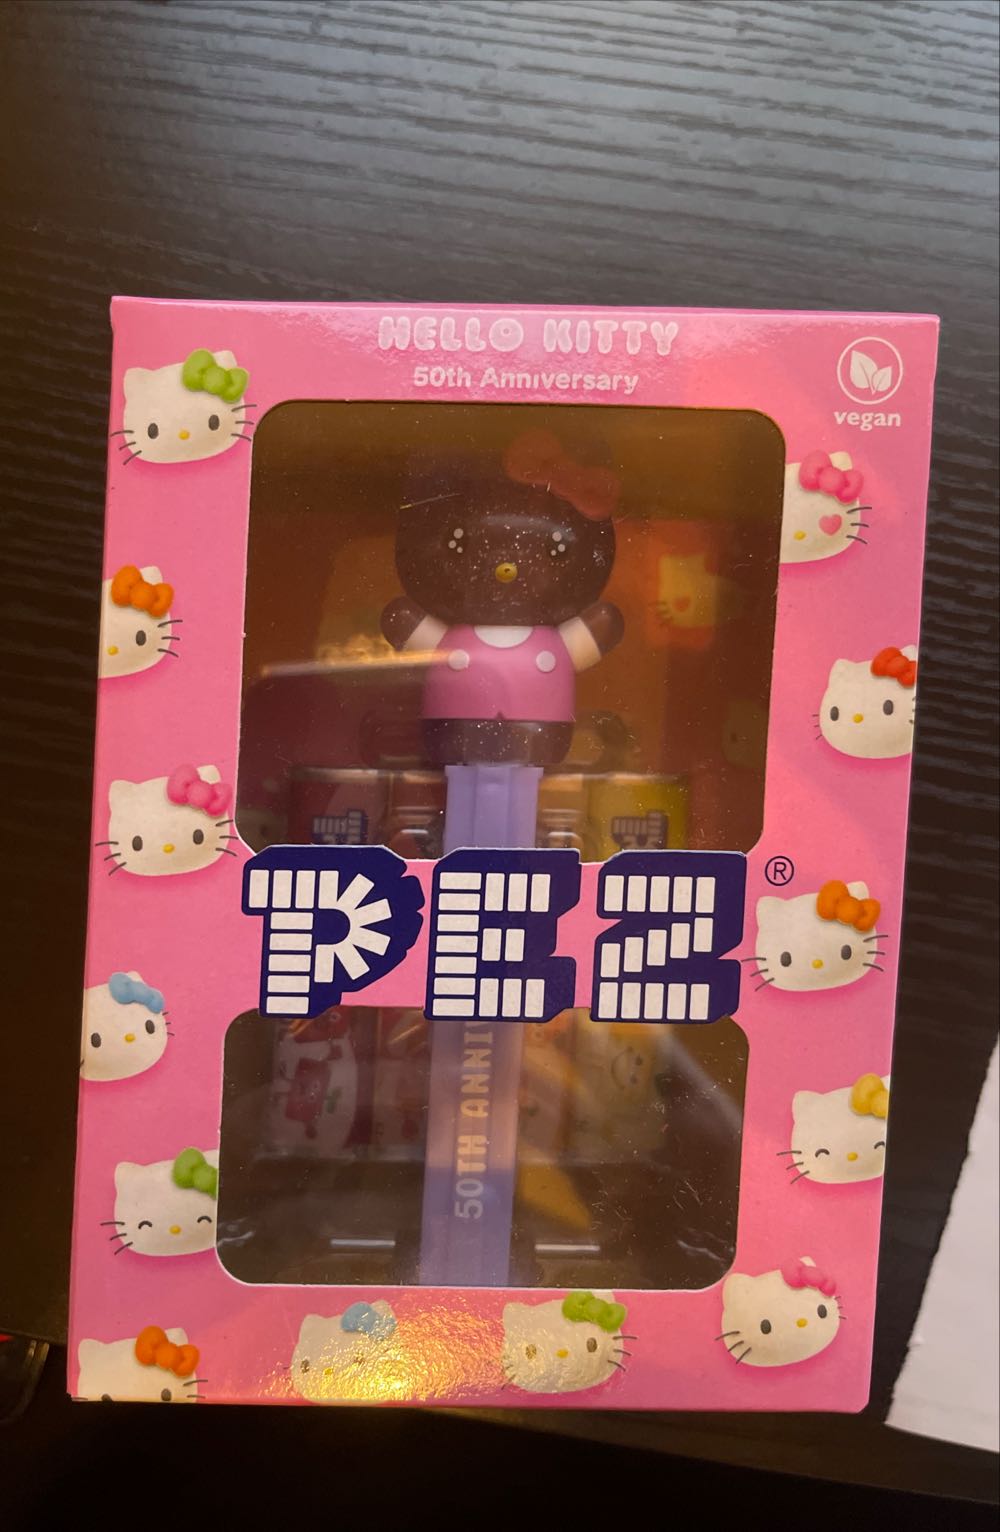 HELLO KITTY
50th Anniversary
vegan
PEZ®
50TH ANNIV